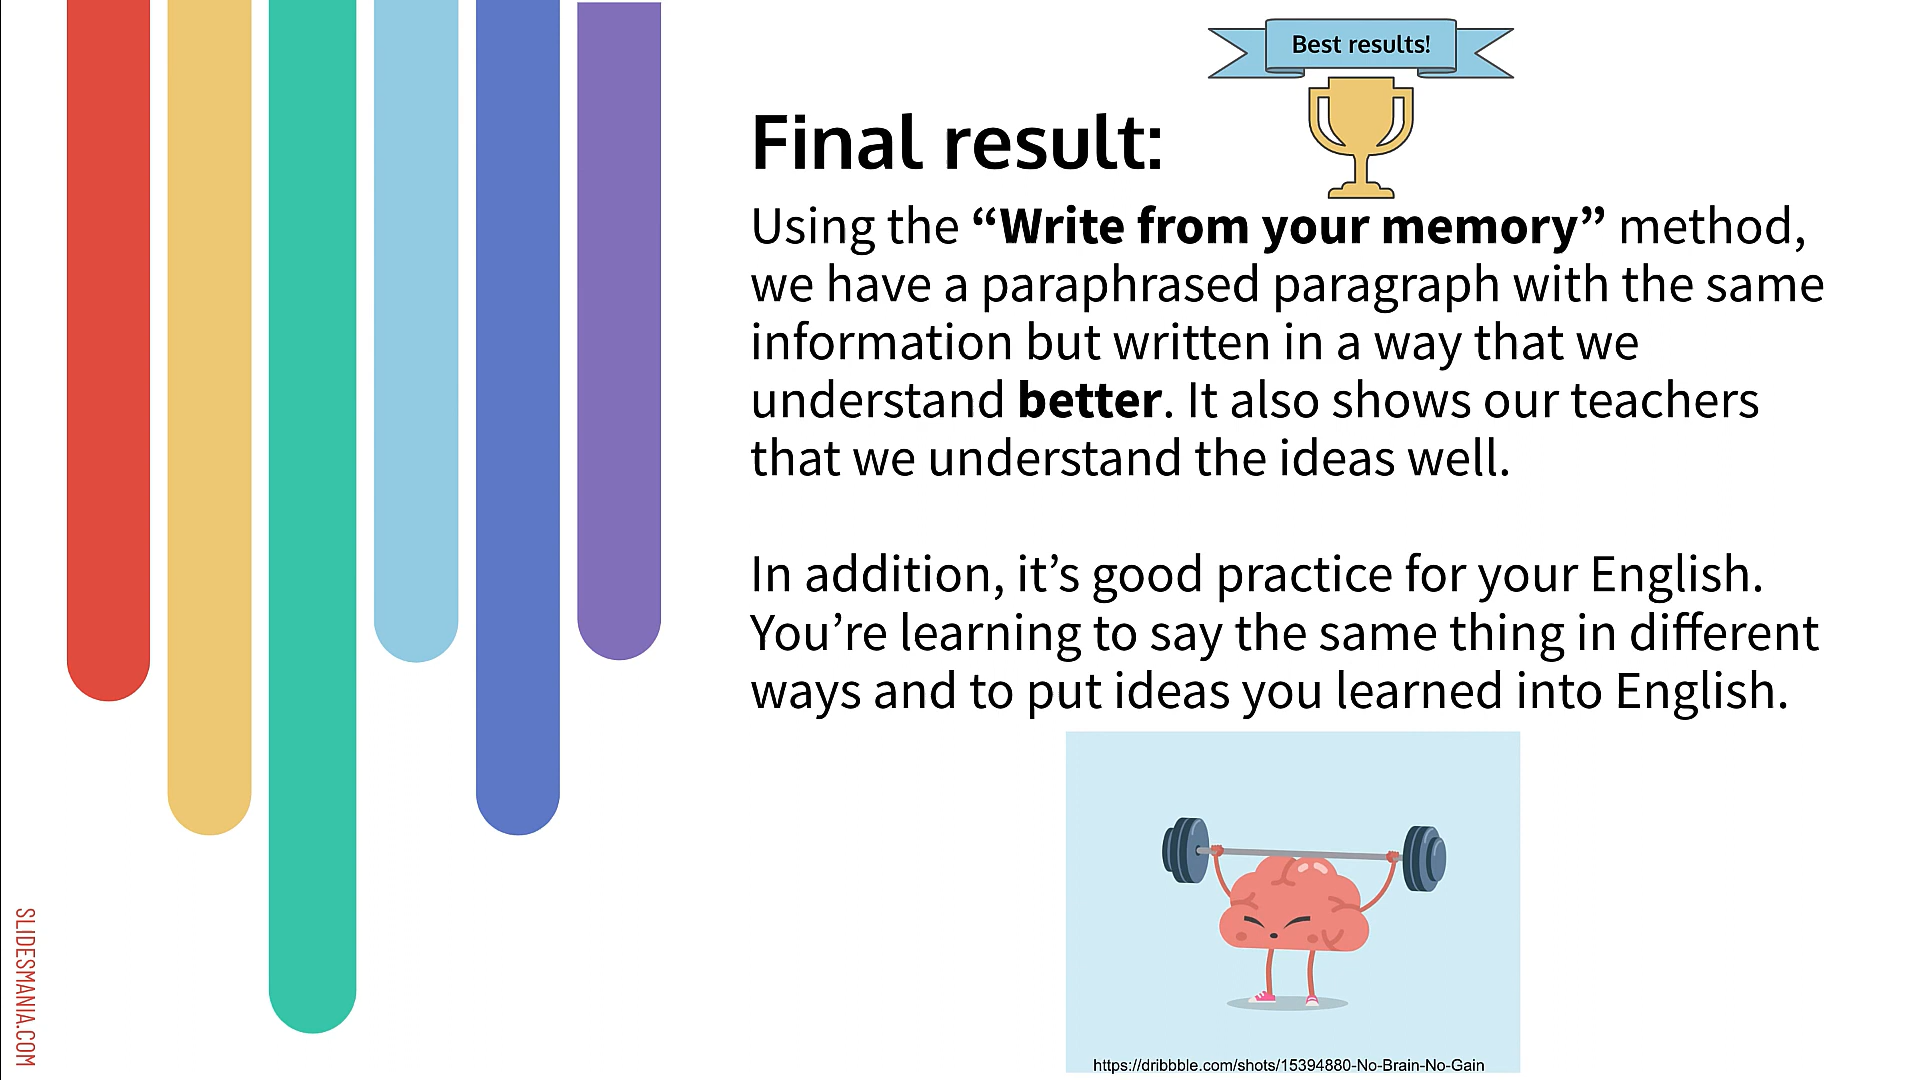 Best results!
Final result:
Using the “Write from your memory” method,
we have a paraphrased paragraph with the same
information but written in a way that we
understand better. It also shows our teachers
that we understand the ideas well.
In addition, it’s good practice for your English.
You’re learning to say the same thing in different
ways and to put ideas you learned into English.
https://dribbble.com/shots/15394880-No-Brain-No-Gain
SLIDESMANIA.COM